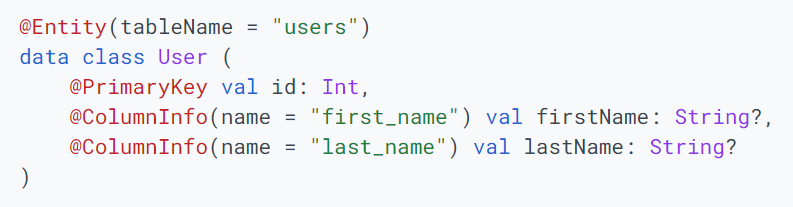 @Entity(tableName = "users")
data class User (
    @PrimaryKey val id: Int,
    @ColumnInfo(name = "first_name") val firstName: String?,
    @ColumnInfo(name = "last_name") val lastName: String?
)